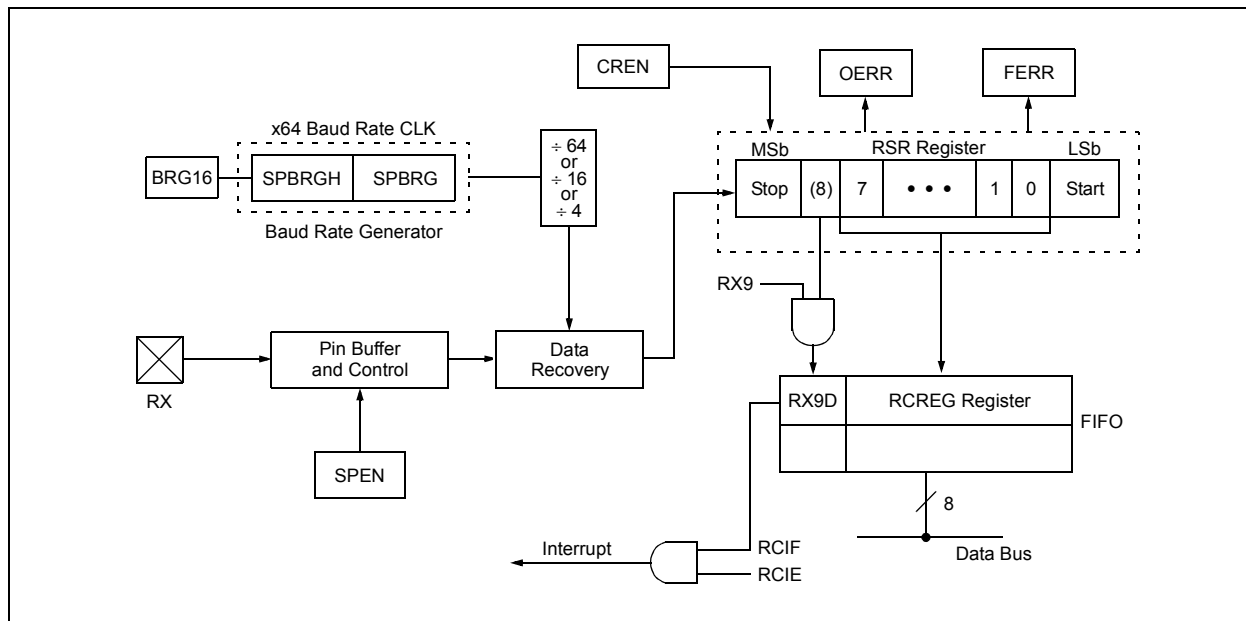 CREN
OERR
FERR
x64 Baud Rate CLK
BRG16
SPBRGH
SPBRG
Baud Rate Generator
÷ 64
or
÷ 16
or
÷ 4
MSb
RSR Register
LSb
Stop
(8)
7
• • •
1
0
Start
RX9
RX
Pin Buffer
and Control
Data
Recovery
SPEN
RX9D
RCREG Register
FIFO
8
Data Bus
Interrupt
RCIF
RCIE